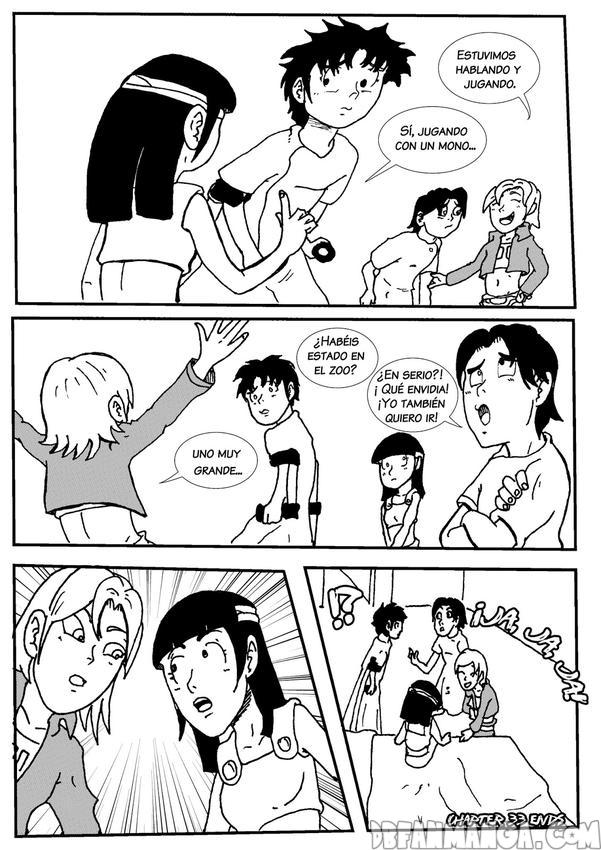 ESTUVIMOS
HABLANDO Y
JUGANDO.
SÍ, JUGANDO
CON UN MONO...
¿HABÉIS
ESTADO EN
EL ZOO?
¿EN SERIO?!
¡ QUÉ ENVIDIA!
¡YO TAMBIÉN
QUIERO IR!
UNO MUY
GRANDE...
!?
¡JA, JA, JA!
CHAPTER 33 ENDS
DBFANMANGA.COM